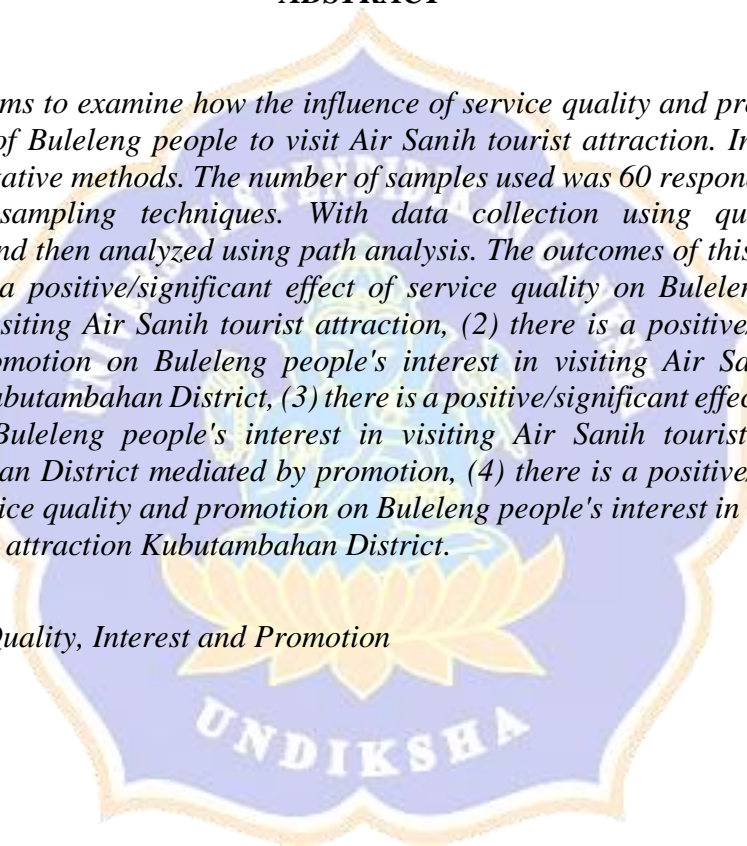 ABSTRACT
ms to examine how the influence of service quality and pro
of Buleleng people to visit Air Sanih tourist attraction. In
tative methods. The number of samples used was 60 respon
sampling techniques. With data collection using qu
nd then analyzed using path analysis. The outcomes of this
a positive/significant effect of service quality on Bulele
isiting Air Sanih tourist attraction, (2) there is a positive
omotion on Buleleng people's interest in visiting Air Sa
ubutambahan District, (3) there is a positive/significant effec
Buleleng people's interest in visiting Air Sanih tourist
an District mediated by promotion, (4) there is a positive
ice quality and promotion on Buleleng people's interest in
attraction Kubutambahan District.
Quality, Interest and Promotion
UNDIKSHA